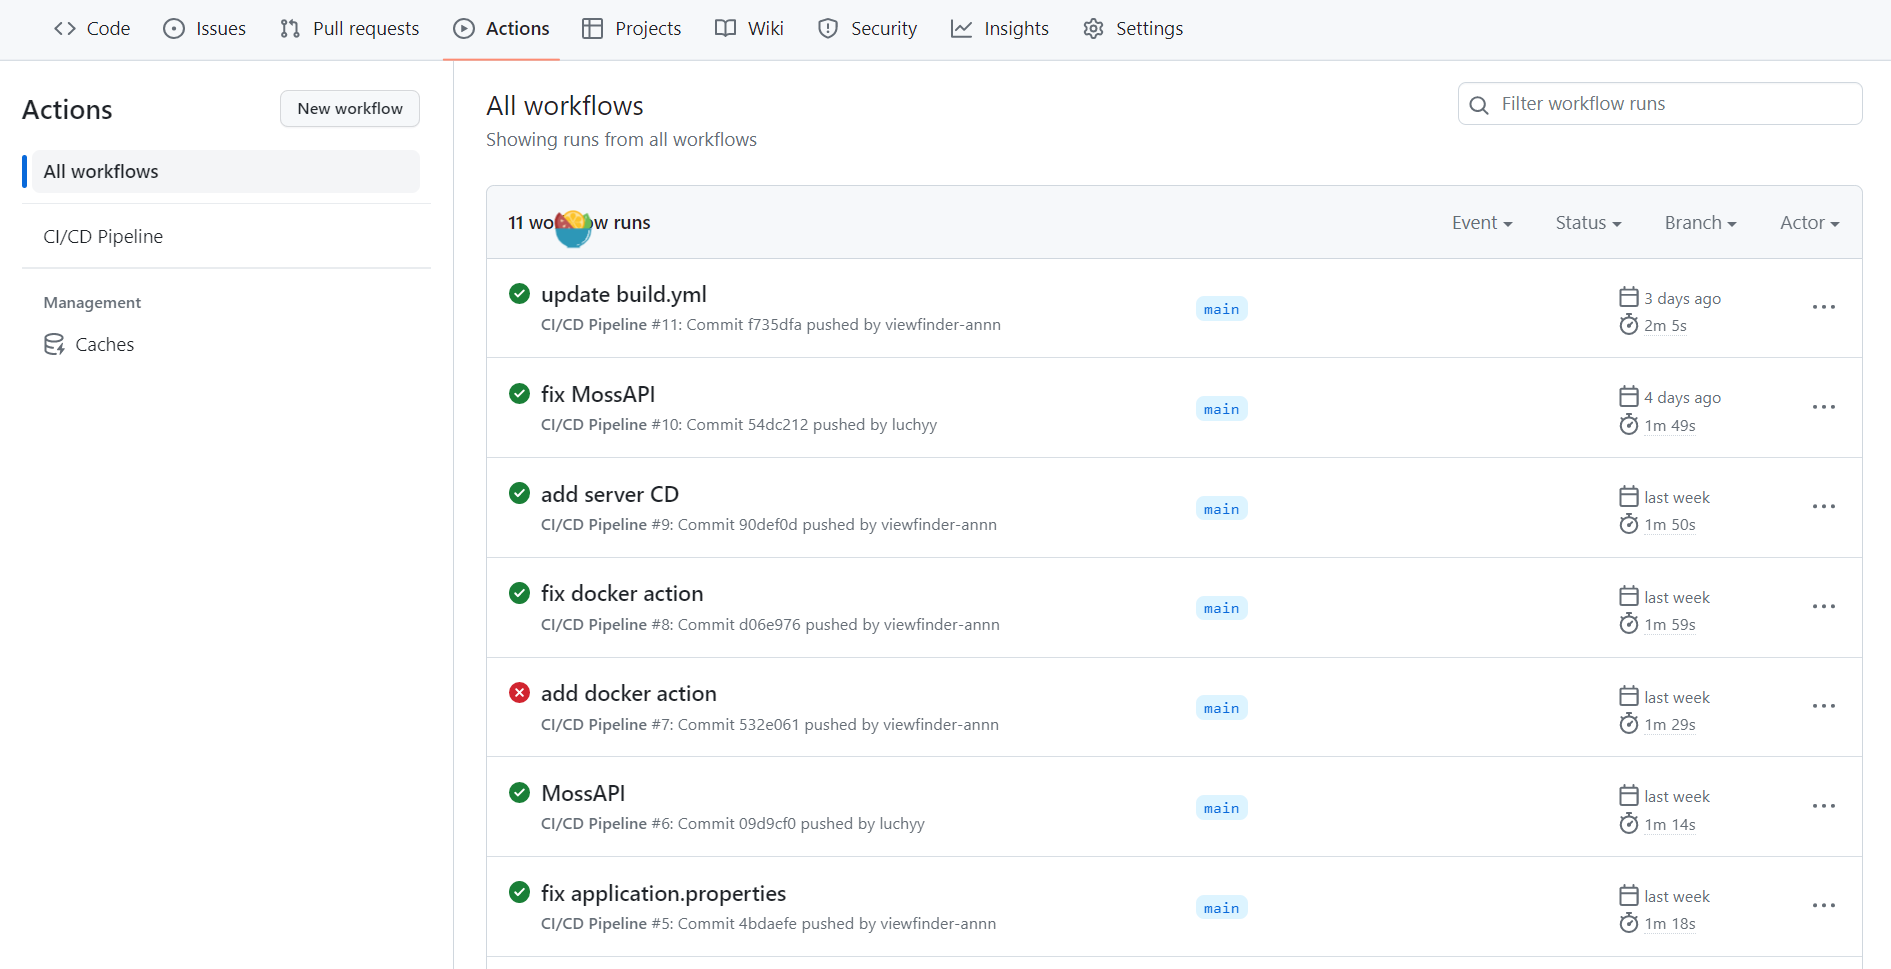 Code Issues Pull requests Actions Projects Wiki Security Insights Settings
Actions
New workflow
All workflows
CI/CD Pipeline
Management
Caches
All workflows
Showing runs from all workflows
Filter workflow runs
11 runs
Event Status Branch Actor
update build.yml
CI/CD Pipeline #11: Commit f735dfa pushed by viewfinder-annn
main
3 days ago
2m 5s
fix MossAPI
CI/CD Pipeline #10: Commit 54dc212 pushed by luchyy
main
4 days ago
1m 49s
add server CD
CI/CD Pipeline #9: Commit 90def0d pushed by viewfinder-annn
main
last week
1m 50s
fix docker action
CI/CD Pipeline #8: Commit d06e976 pushed by viewfinder-annn
main
last week
1m 59s
add docker action
CI/CD Pipeline #7: Commit 532e061 pushed by viewfinder-annn
main
last week
1m 29s
MossAPI
CI/CD Pipeline #6: Commit 09d9cf0 pushed by luchyy
main
last week
1m 14s
fix application.properties
CI/CD Pipeline #5: Commit 4bdaefe pushed by viewfinder-annn
main
last week
1m 18s